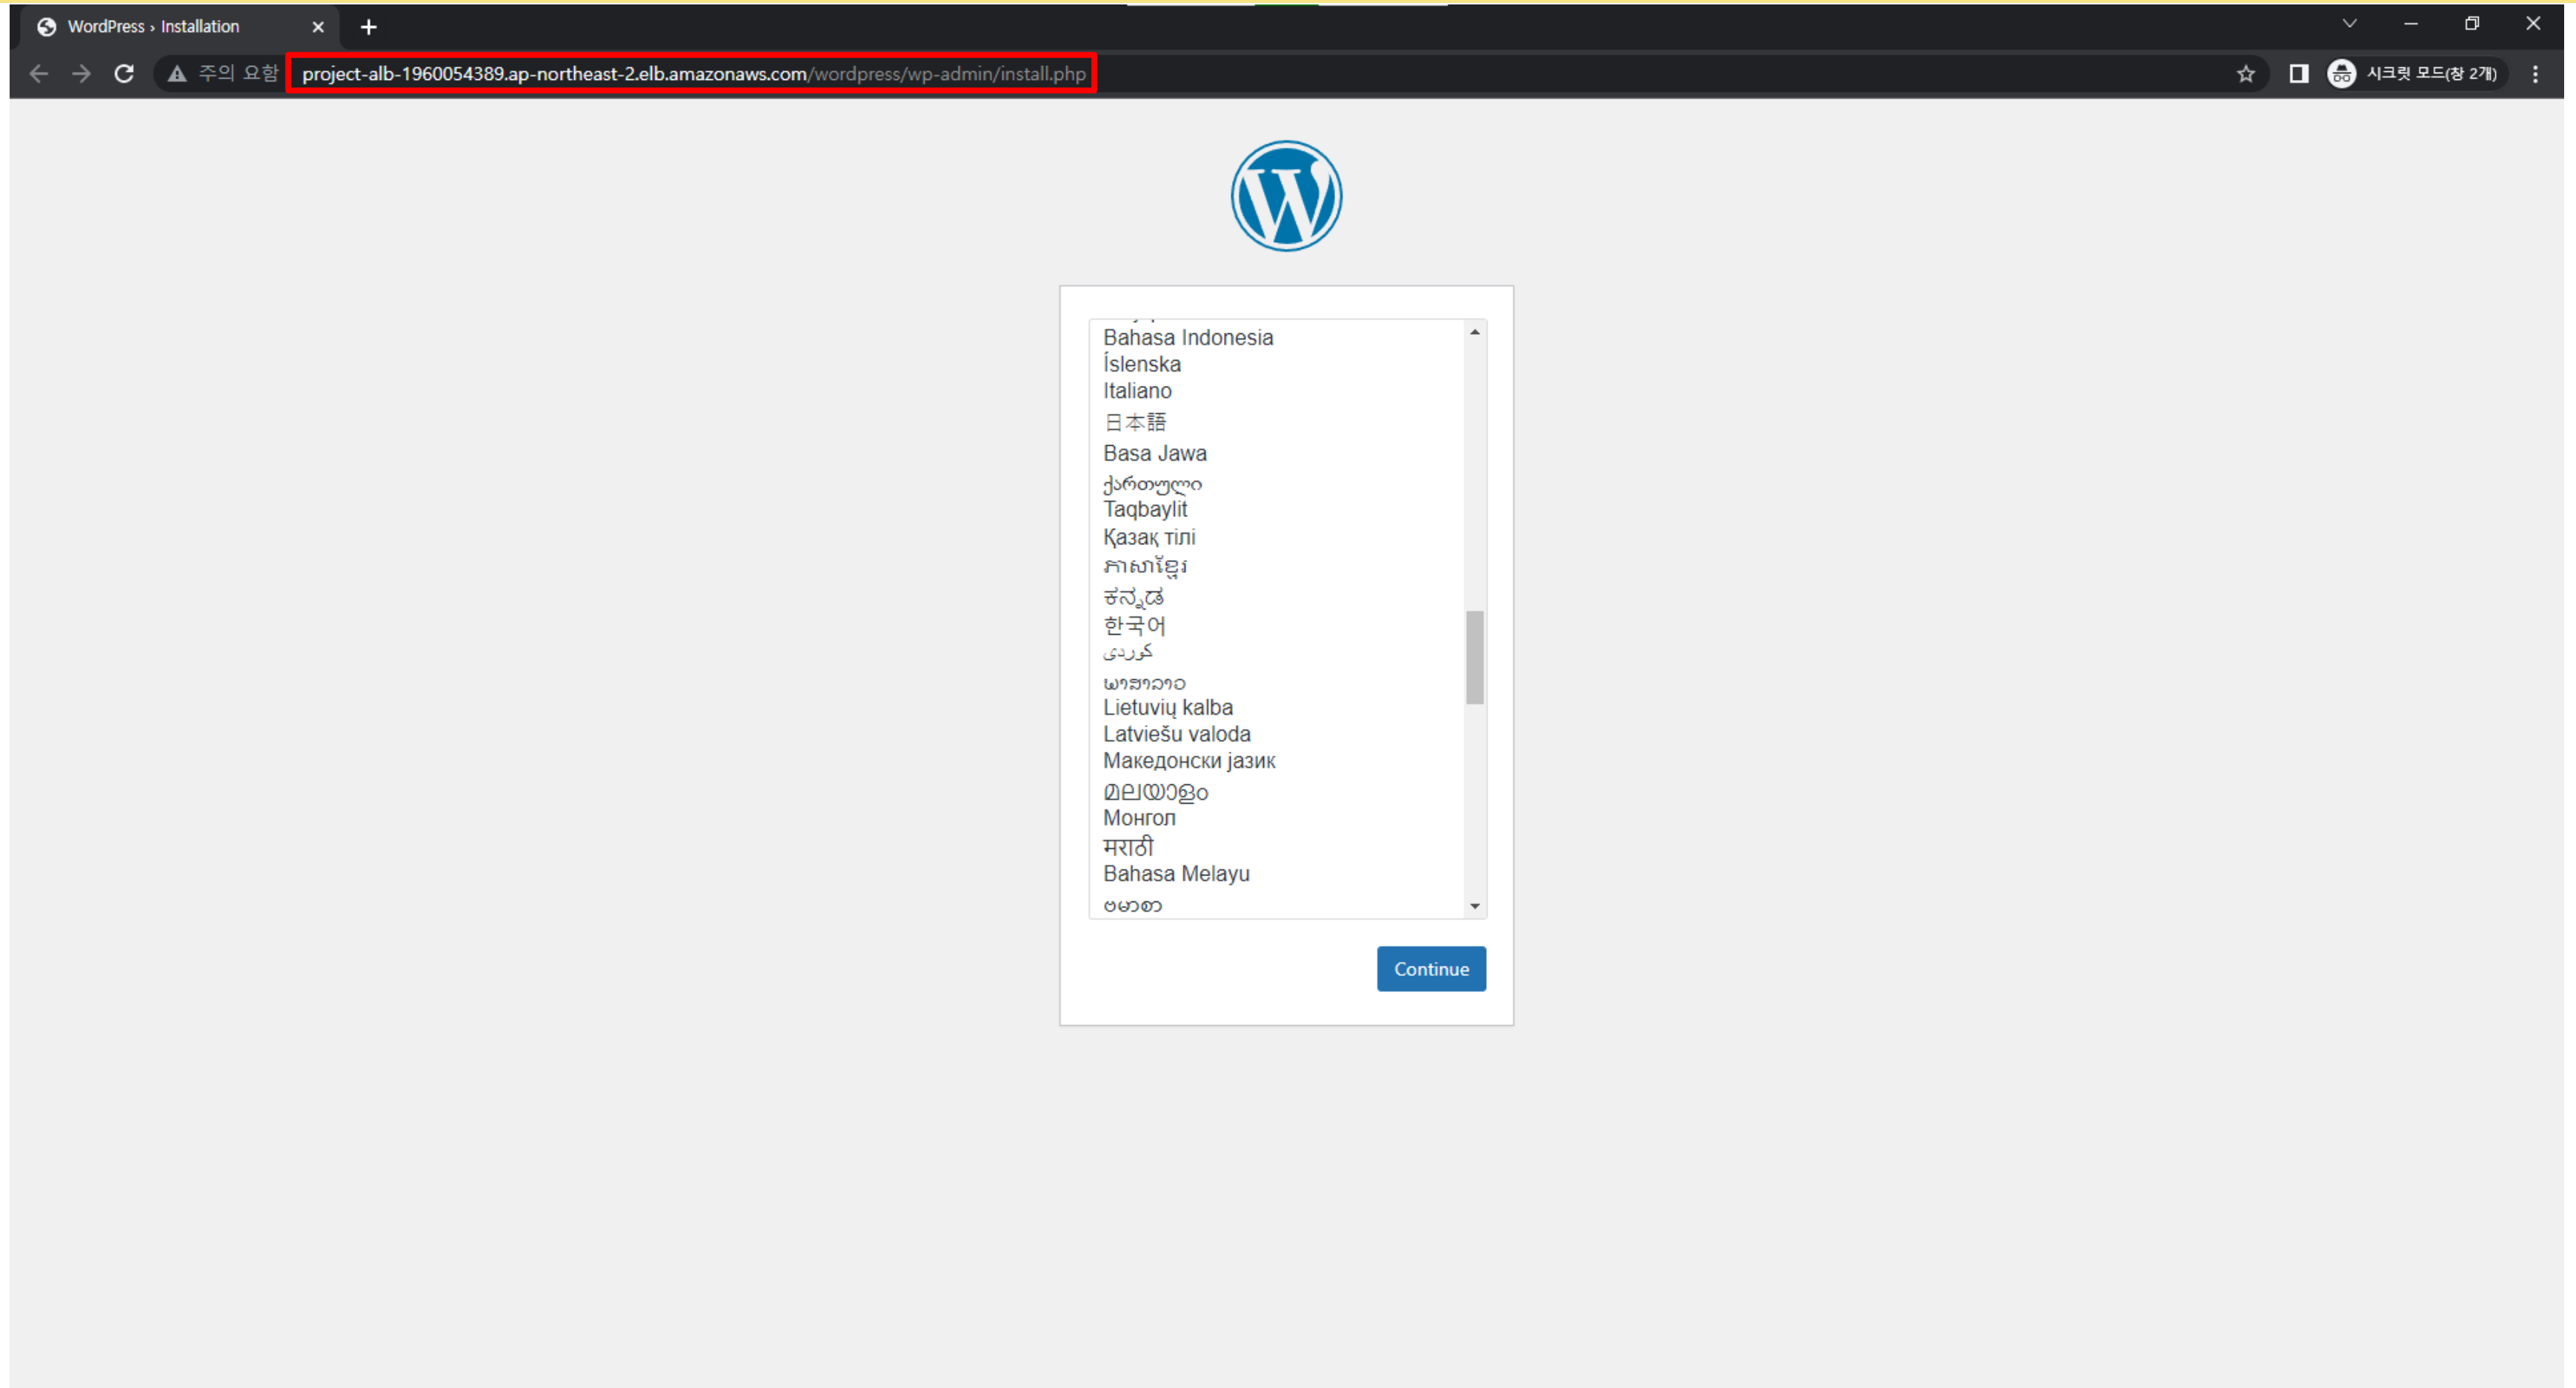 WordPress › Installation
주의 요함 project-alb-1960054389.ap-northeast-2.elb.amazonaws.com/wordpress/wp-admin/install.php
시크릿 모드(창 2개)
Bahasa Indonesia
Íslenska
Italiano
日本語
Basa Jawa
ქართული
Taqbaylit
Қазақ тілі
ភាសាខ្មែរ
ಕನ್ನಡ
한국어
كوردی
ພາສາລາວ
Lietuvių kalba
Latviešu valoda
Македонски јазик
മലയാളം
Монгол
मराठी
Bahasa Melayu
ဗမာစာ
Continue